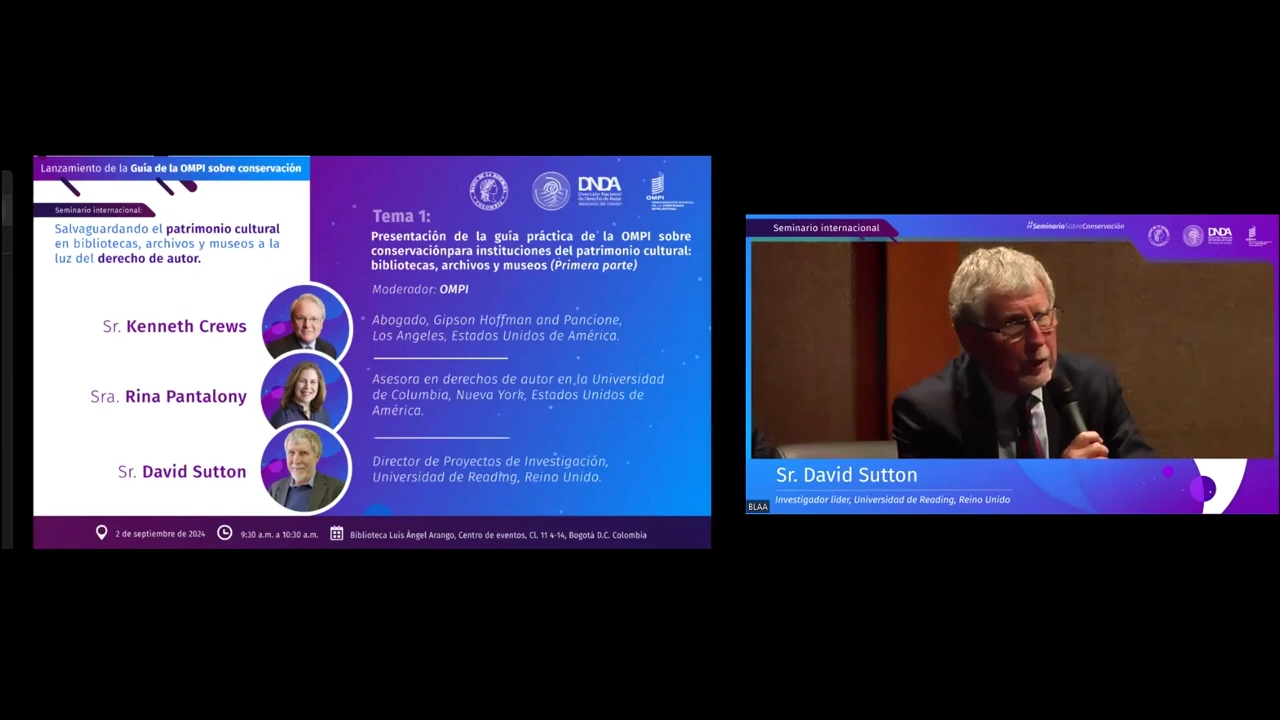 Lanzamiento de la Guía de la OMPI sobre conservación
Seminario internacional:
Salvaguardando el patrimonio cultural
en bibliotecas, archivos y museos a la
luz del derecho de autor.
DNDA
Dirección Nacional
de Derecho de Autor
OMPI
Tema 1:
Presentación de la guía práctica de la OMPI sobre
conservaciónpara instituciones del patrimonio cultural:
bibliotecas, archivos y museos (Primera parte)
Moderador: OMPI
Sr. Kenneth Crews
Abogado, Gipson Hoffman and Pancione,
Los Angeles, Estados Unidos de América.
Sra. Rina Pantalony
Asesora en derechos de autor en la Universidad
de Columbia, Nueva York, Estados Unidos de
América.
Sr. David Sutton
Director de Proyectos de Investigación,
Universidad de Reading, Reino Unido.
2 de septiembre de 2024
9:30 a.m. a 10:30 a.m.
Biblioteca Luis Ángel Arango, Centro de eventos, Cl. 11 4-14, Bogotá D.C. Colombia
Seminario internacional
#SeminarioSobreConservación
DNDA
Sr. David Sutton
Investigador líder, Universidad de Reading, Reino Unido
BLAA